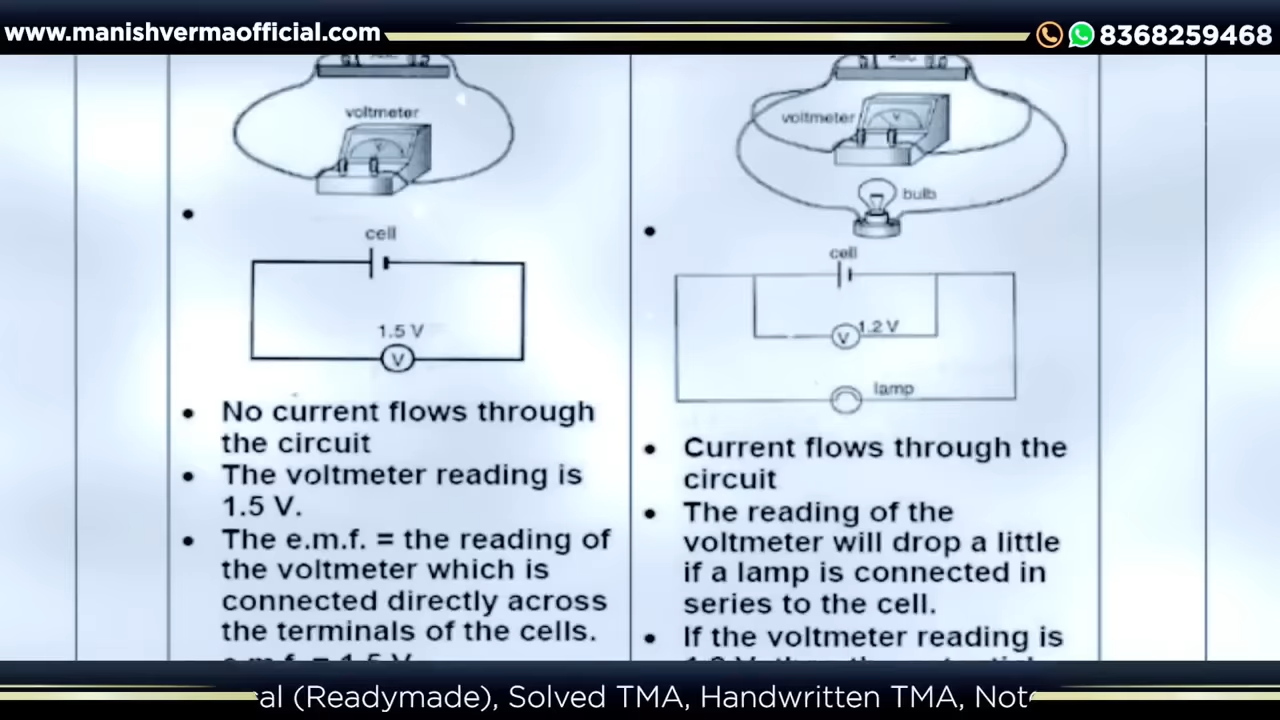 www.manishvermaofficial.com
8368259468
voltmeter
cell
1.5 V
V
• No current flows through
the circuit
• The voltmeter reading is
1.5 V.
• The e.m.f. = the reading of
the voltmeter which is
connected directly across
the terminals of the cells.
e.m.f. = 1.5 V
voltmeter
bulb
cell
1.2 V
V
lamp
• Current flows through the
circuit
• The reading of the
voltmeter will drop a little
if a lamp is connected in
series to the cell.
• If the voltmeter reading is
al (Readymade), Solved TMA, Handwritten TMA, Not